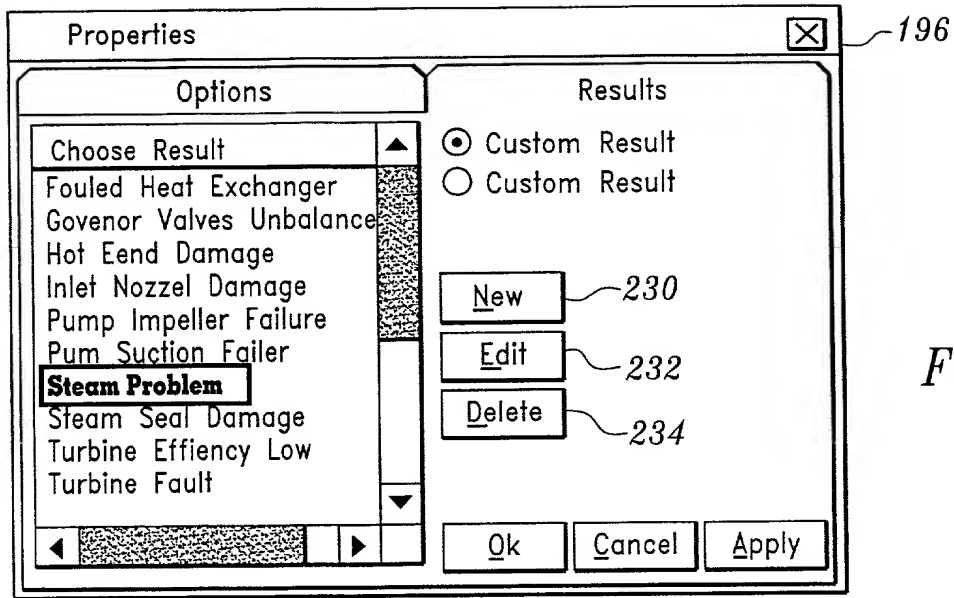 Properties
196
Options
Results
Choose Result
Fouled Heat Exchanger
Govenor Valves Unbalance
Hot Eend Damage
Inlet Nozzel Damage
Pump Impeller Failure
Pum Suction Failer
Steam Problem
Steam Seal Damage
Turbine Effiency Low
Turbine Fault
Custom Result
Custom Result
New
230
Edit
232
Delete
234
F
Ok
Cancel
Apply